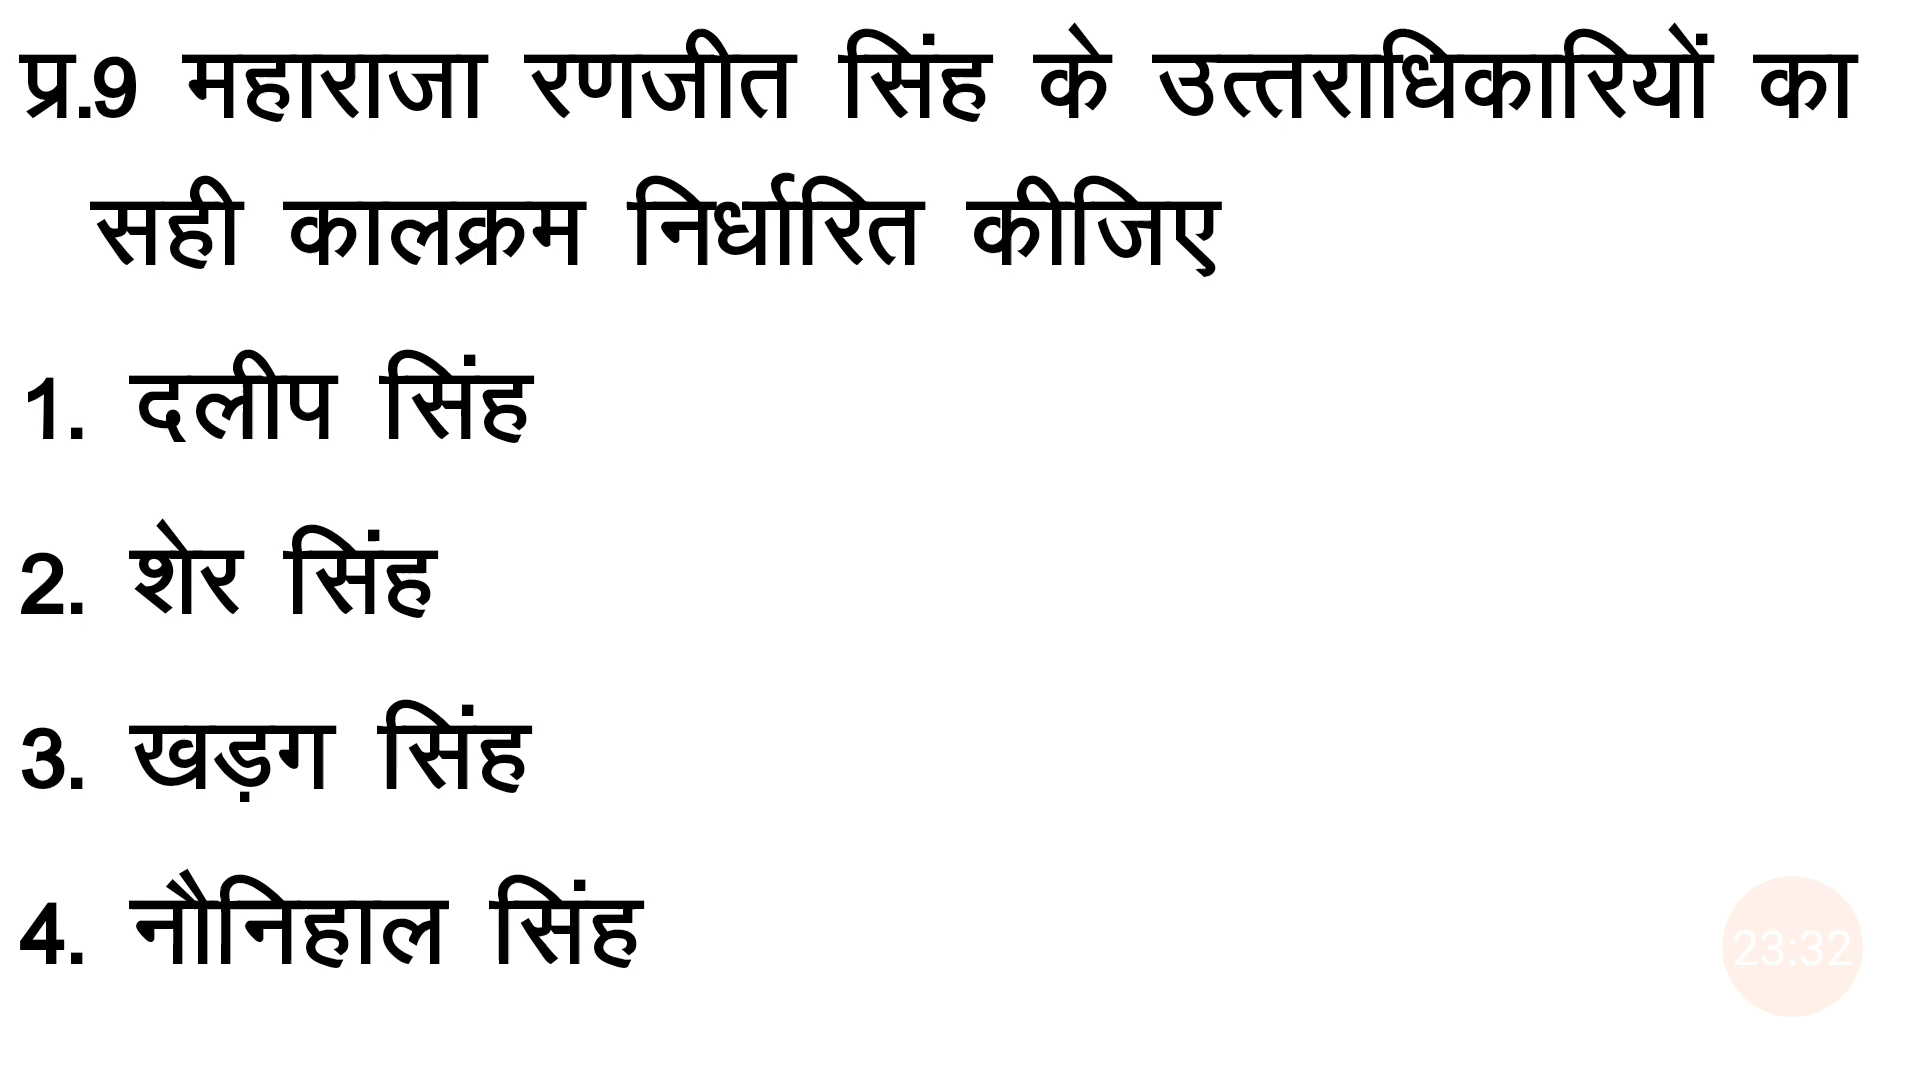 प्र.9 महाराजा रणजीत सिंह के उत्तराधिकारियों का
सही कालक्रम निर्धारित कीजिए
1. दलीप सिंह
2. शेर सिंह
3. खड़ग सिंह
4. नौनिहाल सिंह
23:32